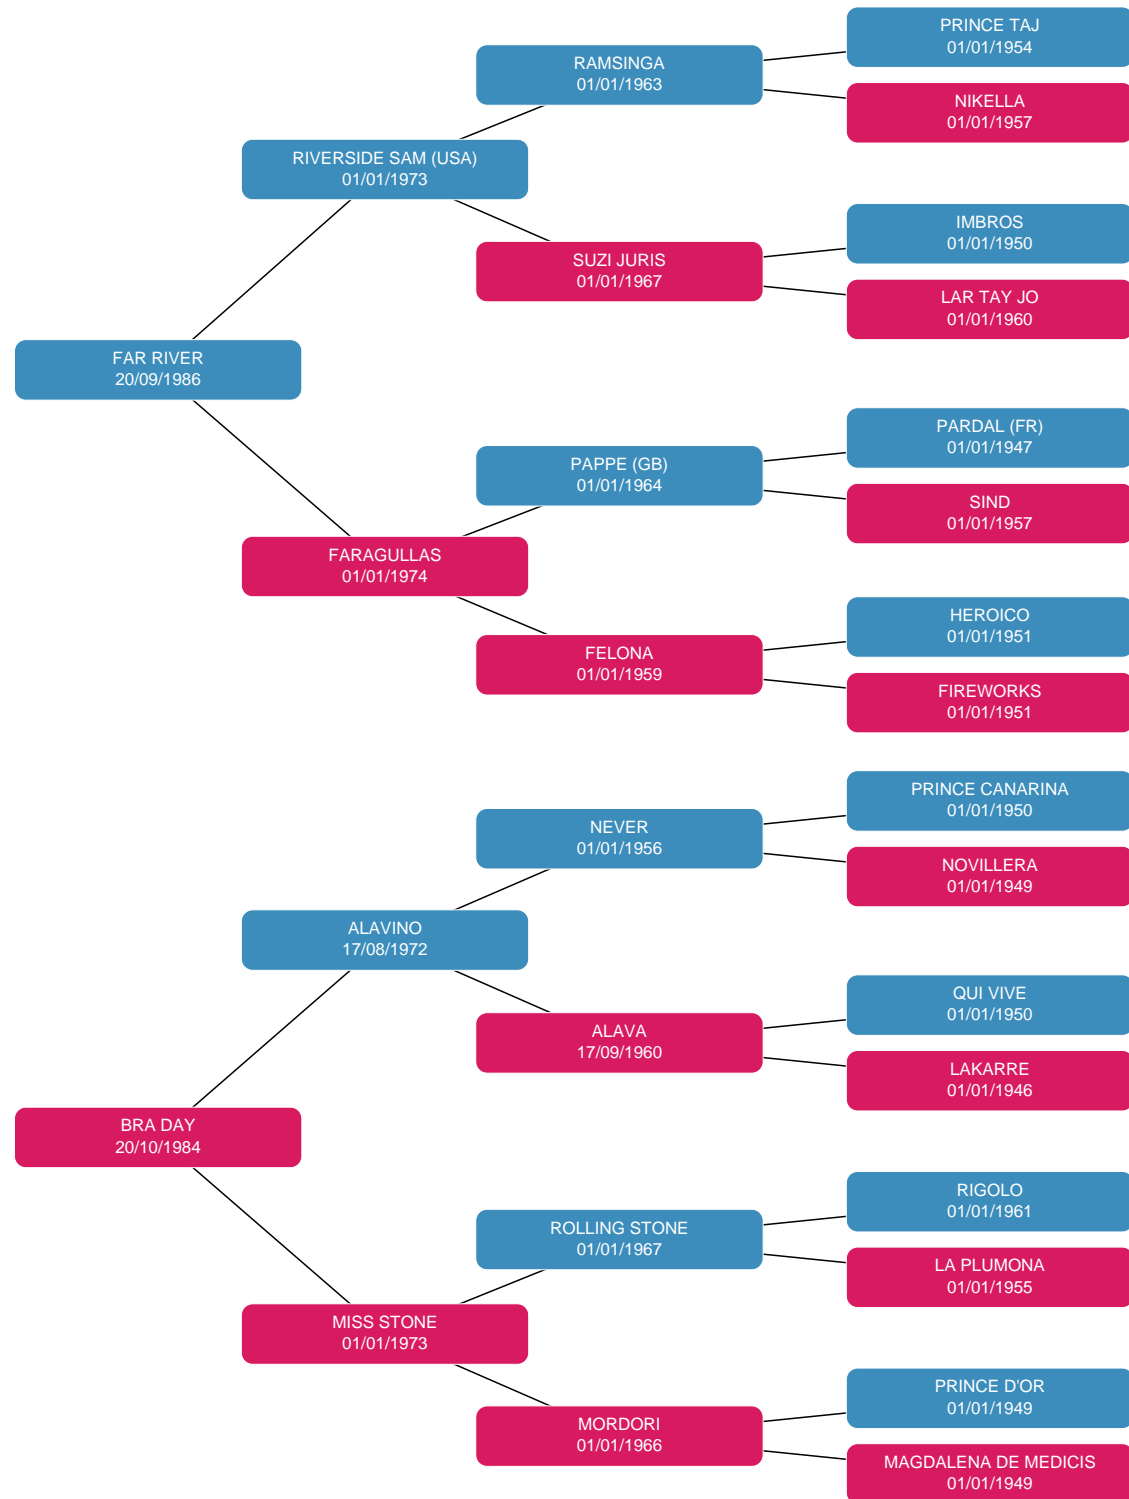 PRINCE TAJ
01/01/1954
RAMSINGA
01/01/1963
NIKELLA
01/01/1957
RIVERSIDE SAM (USA)
01/01/1973
IMBROS
01/01/1950
SUZI JURIS
01/01/1967
LAR TAY JO
01/01/1960
FAR RIVER
20/09/1986
PARDAL (FR)
01/01/1947
PAPPE (GB)
01/01/1964
SIND
01/01/1957
FARAGULLAS
01/01/1974
HEROICO
01/01/1951
FELONA
01/01/1959
FIREWORKS
01/01/1951
PRINCE CANARINA
01/01/1950
NEVER
01/01/1956
NOVILLERA
01/01/1949
ALAVINO
17/08/1972
QUI VIVE
01/01/1950
ALAVA
17/09/1960
LAKARRE
01/01/1946
BRA DAY
20/10/1984
RIGOLO
01/01/1961
ROLLING STONE
01/01/1967
LA PLUMONA
01/01/1955
MISS STONE
01/01/1973
PRINCE D'OR
01/01/1949
MORDORI
01/01/1966
MAGDALENA DE MEDICIS
01/01/1949